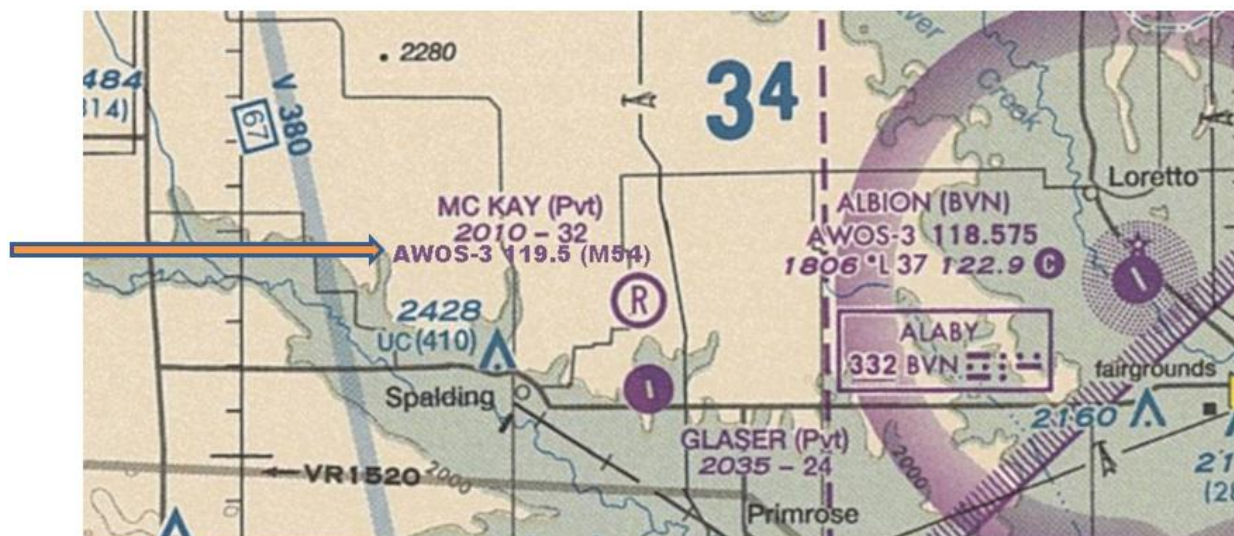 484
2280
34
V 380
67
Creek
Loretto
MC KAY (Pvt)
2010 – 32
AWOS-3 119.5 (M54)
ALBION (BVN)
AWOS-3 118.575
1806 *L 37 122.9 C
R
ALABY
332 BVN
2428
UC (410)
Spalding
fairgrounds
2160
GLASER (Pvt)
2035 – 24
2000
VR1520
2000
Primrose